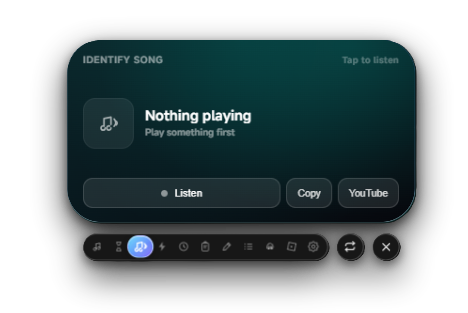 IDENTIFY SONG
Tap to listen
Nothing playing
Play something first
Listen
Copy
YouTube